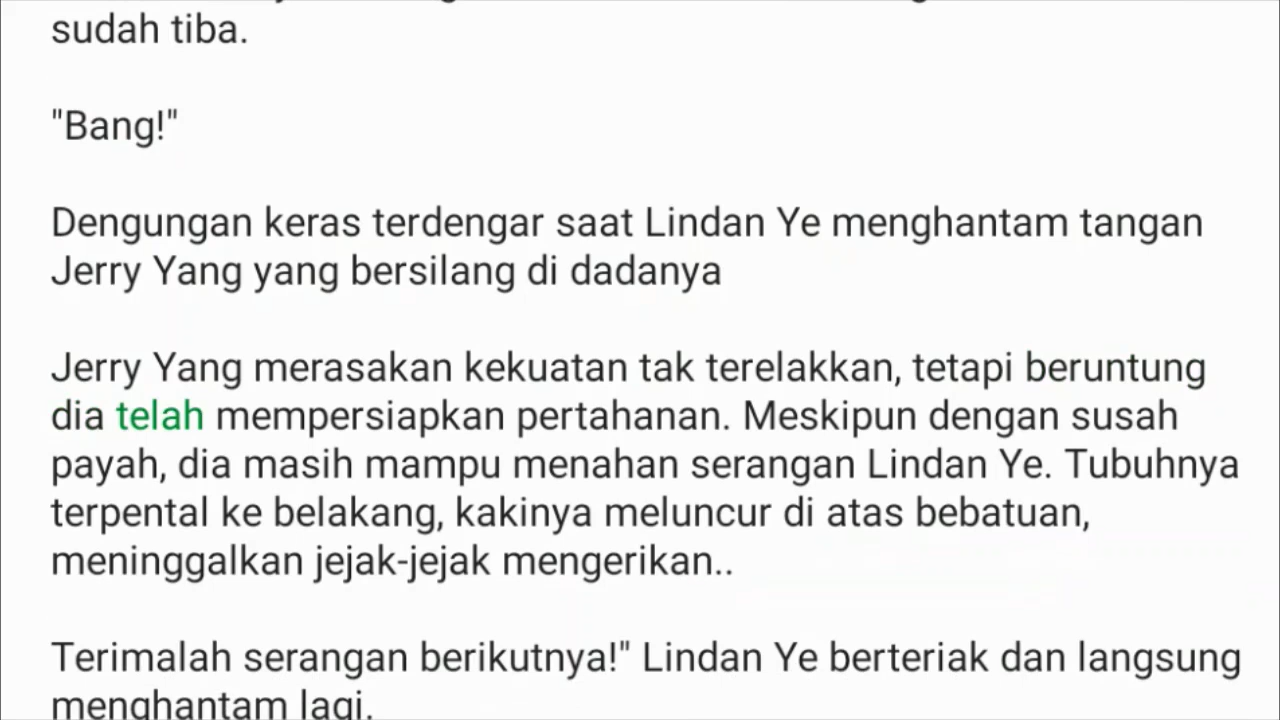 sudah tiba.
"Bang!"
Dengungan keras terdengar saat Lindan Ye menghantam tangan
Jerry Yang yang bersilang di dadanya
Jerry Yang merasakan kekuatan tak terelakkan, tetapi beruntung
dia telah mempersiapkan pertahanan. Meskipun dengan susah
payah, dia masih mampu menahan serangan Lindan Ye. Tubuhnya
terpental ke belakang, kakinya meluncur di atas bebatuan,
meninggalkan jejak-jejak mengerikan..
Terimalah serangan berikutnya!" Lindan Ye berteriak dan langsung
menghantam lagi.